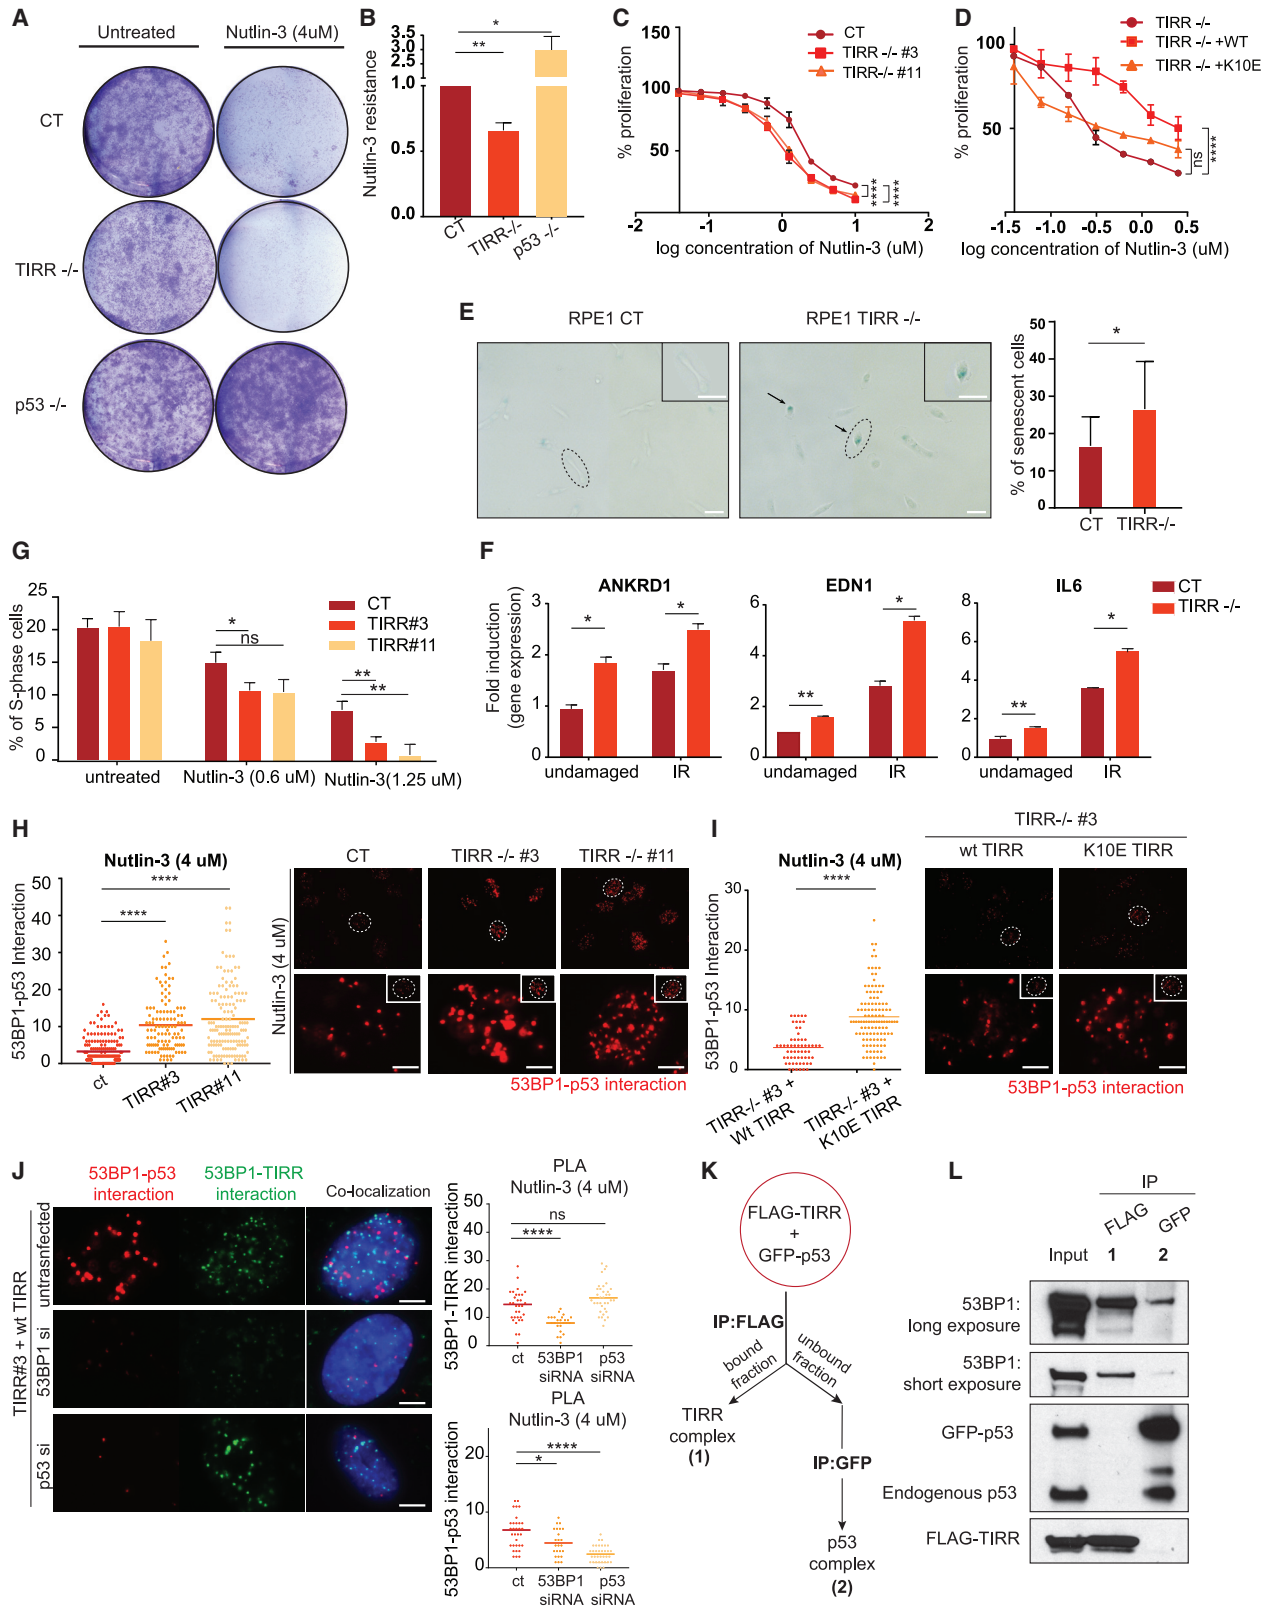 A
Untreated
Nutlin-3 (4uM)
CT
TIRR -/-
p53 -/-
B
Nutlin-3 resistance
3.5
3.0
2.5
1.0
0.5
0.0
*
**
CT
TIRR-/-
p53 -/-
C
CT
TIRR -/- #3
TIRR-/- #11
% proliferation
150
100
50
****
****
-2
-1
0
1
2
log concentration of Nutlin-3 (uM)
D
TIRR -/-
TIRR -/- +WT
TIRR -/- +K10E
% proliferation
100
50
ns
****
-1.5
-1.0
-0.5
0.0
0.5
log concentration of Nutlin-3 (uM)
E
RPE1 CT
RPE1 TIRR -/-
% of senescent cells
50
40
30
20
10
0
*
CT
TIRR-/-
G
% of S-phase cells
25
20
15
10
5
0
CT
TIRR#3
TIRR#11
*
ns
**
**
untreated
Nutlin-3 (0.6 uM)
Nutlin-3(1.25 uM)
F
Fold induction
(gene expression)
ANKRD1
3
2
1
0
*
*
undamaged
IR
EDN1
6
4
2
0
**
*
undamaged
IR
IL6
8
6
4
2
0
**
*
undamaged
IR
CT
TIRR -/-
H
Nutlin-3 (4 uM)
53BP1-p53 Interaction
50
40
30
20
10
0
****
****
ct
TIRR#3
TIRR#11
CT
TIRR -/- #3
TIRR -/- #11
Nutlin-3 (4 uM)
53BP1-p53 interaction
I
Nutlin-3 (4 uM)
53BP1-p53 Interaction
30
20
10
0
****
TIRR-/- #3 +
Wt TIRR
TIRR-/- #3 +
K10E TIRR
TIRR-/- #3
wt TIRR
K10E TIRR
53BP1-p53 interaction
J
53BP1-p53
interaction
53BP1-TIRR
interaction
Co-localization
TIRR#3 + wt TIRR
untrasnfected
53BP1 si
p53 si
PLA
Nutlin-3 (4 uM)
53BP1-TIRR interaction
50
40
30
20
10
0
ns
****
ct
53BP1
siRNA
p53
siRNA
PLA
Nutlin-3 (4 uM)
53BP1-p53 interaction
20
10
0
****
*
ct
53BP1
siRNA
p53
siRNA
K
FLAG-TIRR
+
GFP-p53
IP:FLAG
bound
fraction
unbound
fraction
TIRR
complex
(1)
IP:GFP
p53
complex
(2)
L
IP
FLAG
GFP
Input
1
2
53BP1:
long exposure
53BP1:
short exposure
GFP-p53
Endogenous p53
FLAG-TIRR